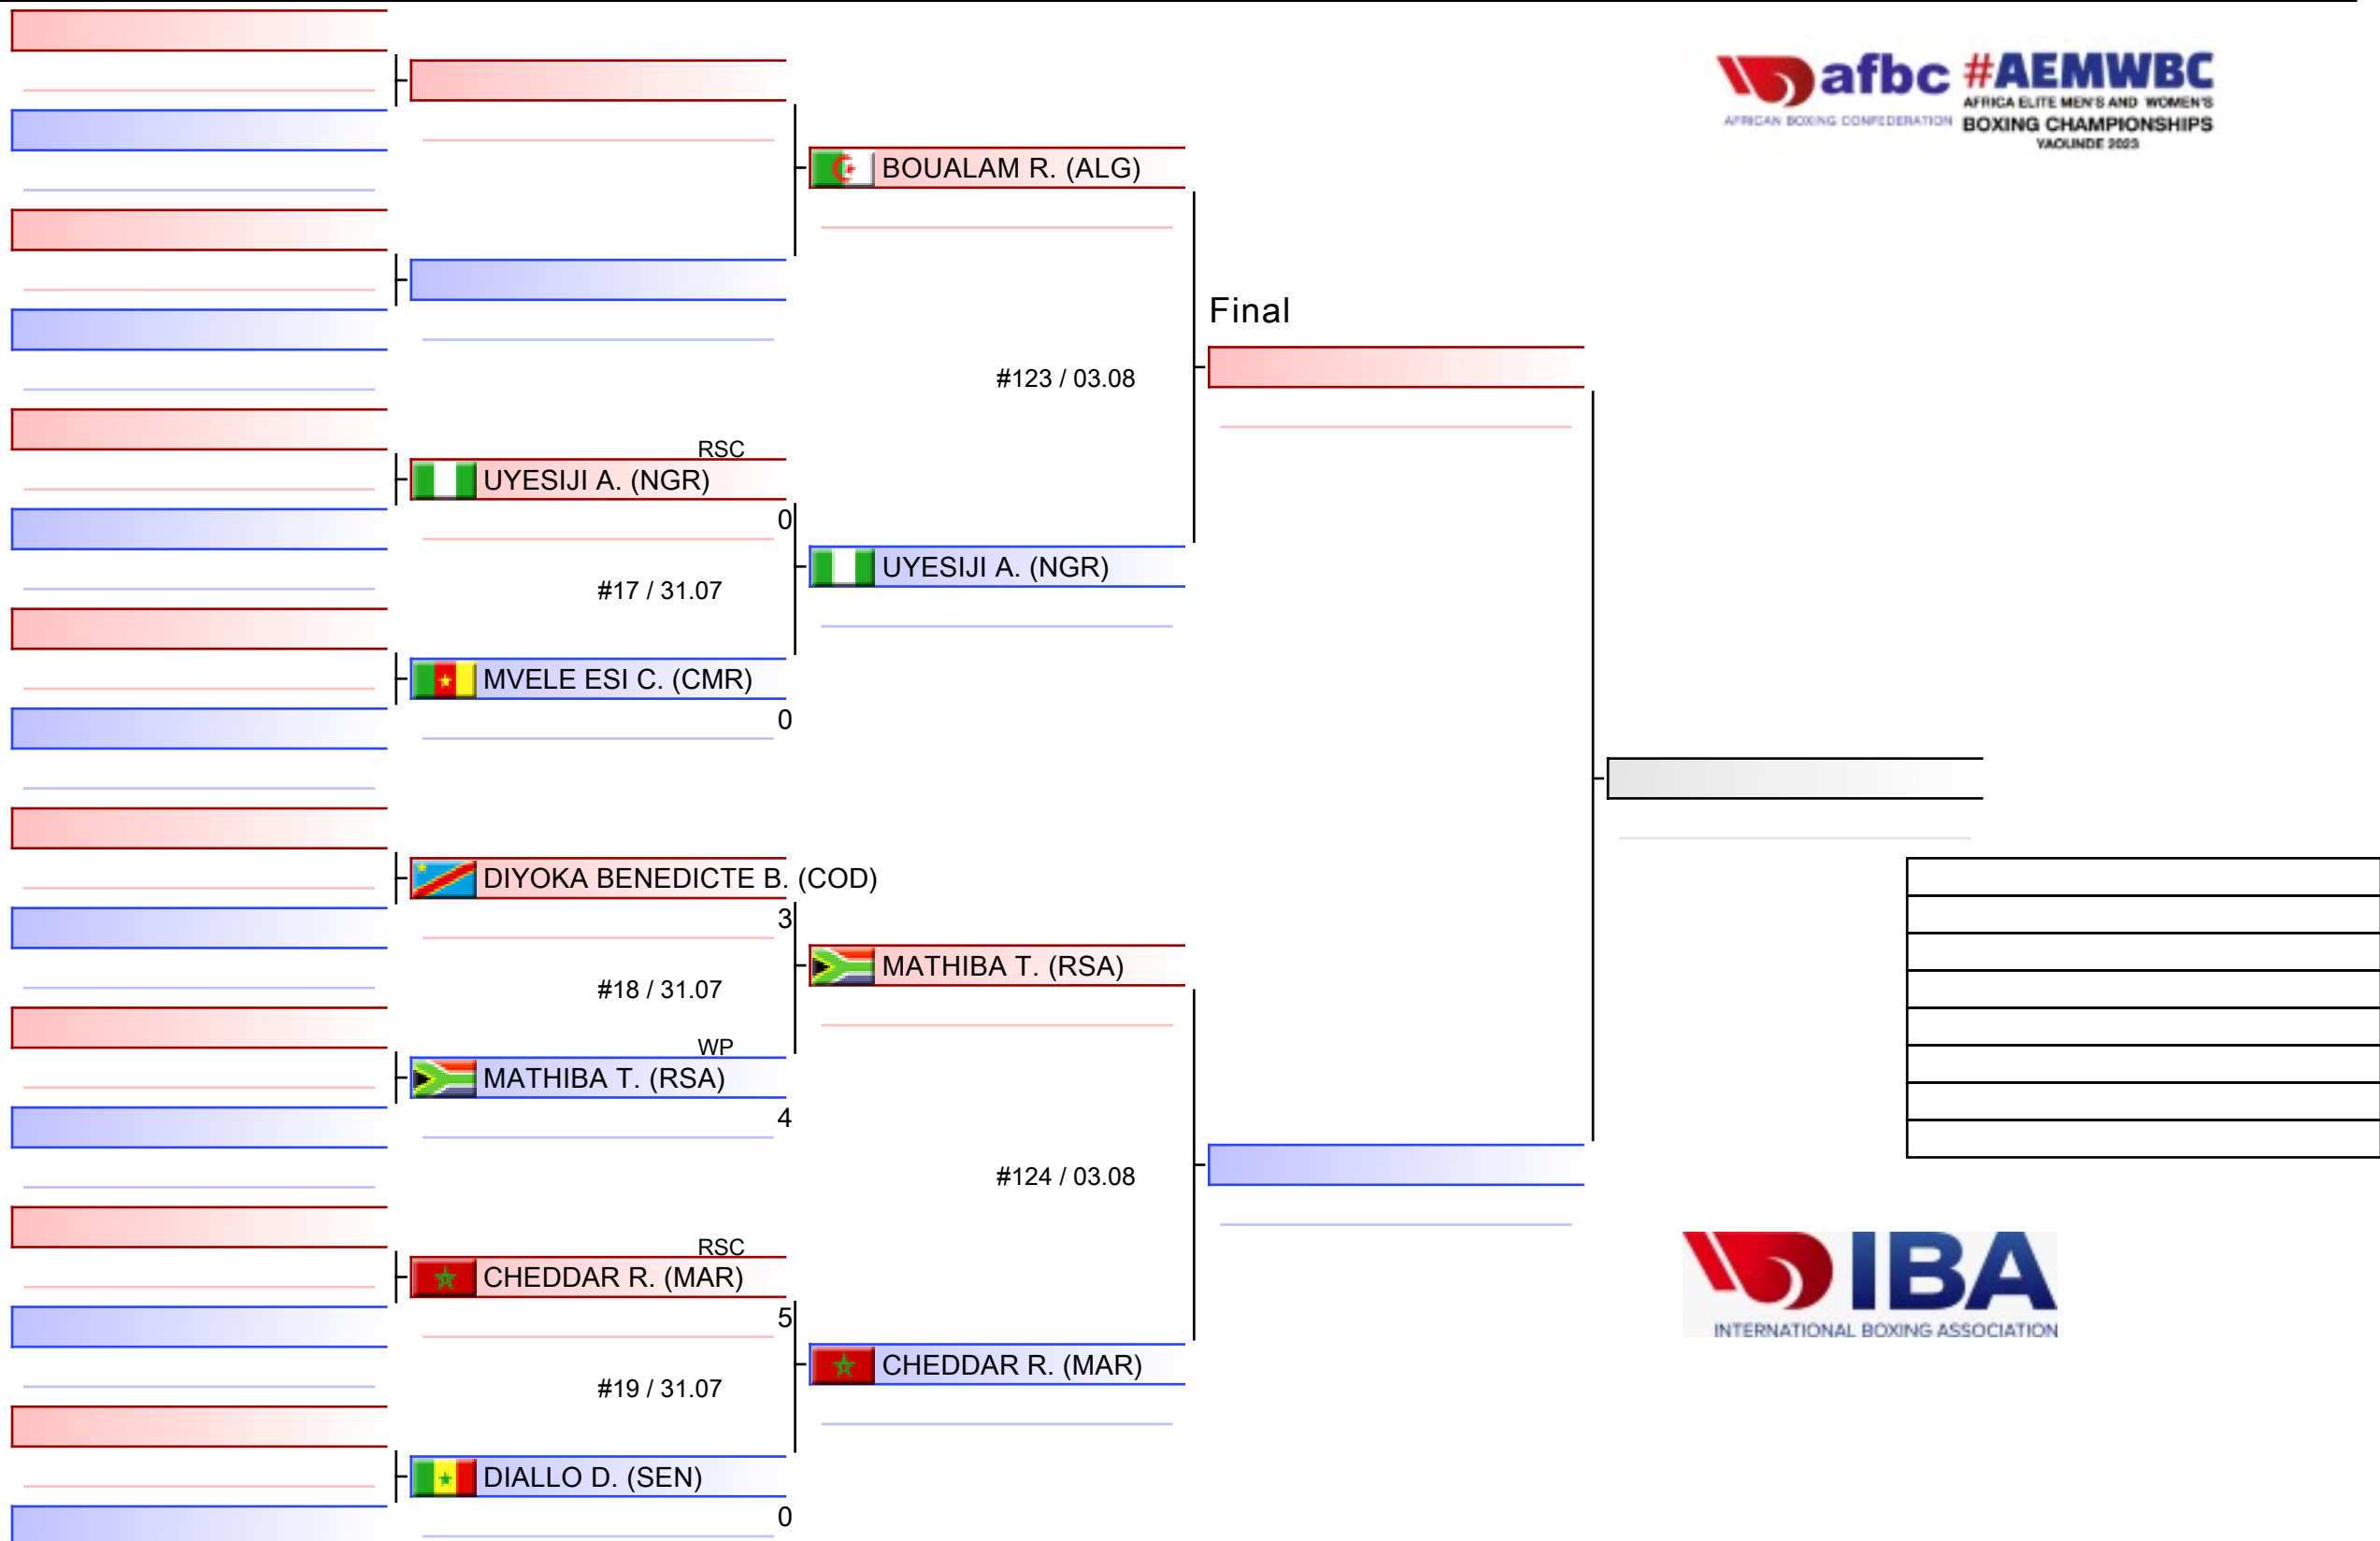 afbc #AEMWBC
AFRICA ELITE MEN'S AND WOMEN'S
AFRICAN BOXING CONFEDERATION BOXING CHAMPIONSHIPS
YAOUNDE 2023
BOUALAM R. (ALG)
Final
#123 / 03.08
RSC
UYESIJI A. (NGR)
0
UYESIJI A. (NGR)
#17 / 31.07
MVELE ESI C. (CMR)
0
DIYOKA BENEDICTE B. (COD)
3
MATHIBA T. (RSA)
#18 / 31.07
WP
MATHIBA T. (RSA)
4
#124 / 03.08
RSC
CHEDDAR R. (MAR)
5
IBA
INTERNATIONAL BOXING ASSOCIATION
CHEDDAR R. (MAR)
#19 / 31.07
DIALLO D. (SEN)
0